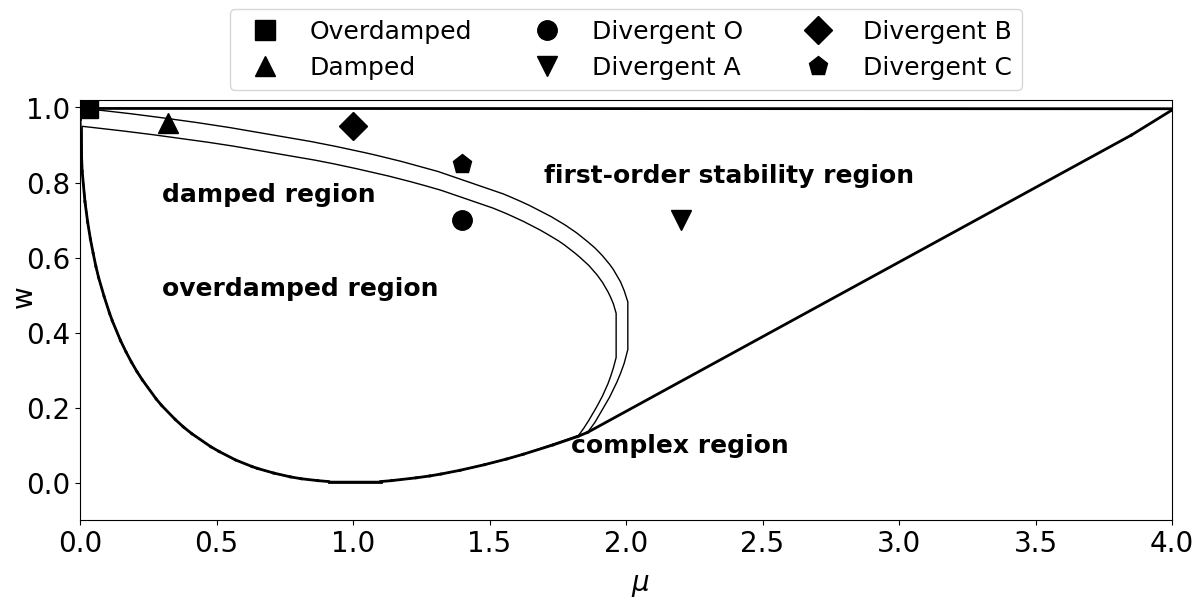 Overdamped
Damped
Divergent O
Divergent A
Divergent B
Divergent C
1.0
0.8
0.6
0.4
0.2
0.0
w
damped region
first-order stability region
overdamped region
complex region
0.0 0.5 1.0 1.5 2.0 2.5 3.0 3.5 4.0
μ